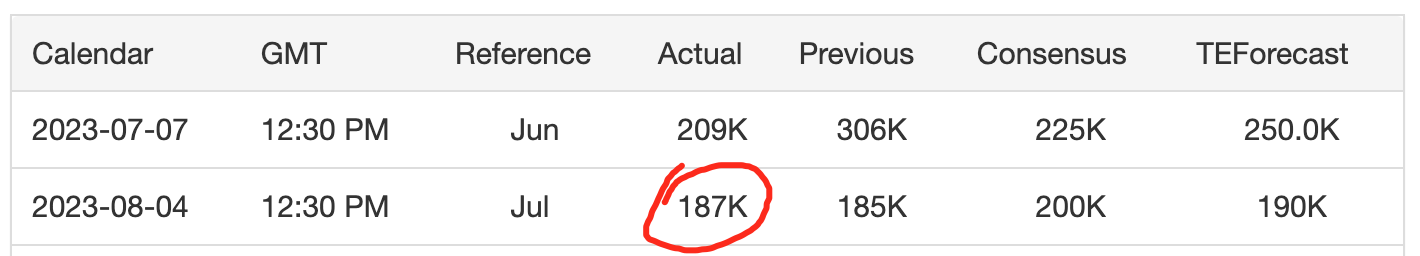 Calendar GMT Reference Actual Previous Consensus TEForecast
2023-07-07 12:30 PM Jun 209K 306K 225K 250.0K
2023-08-04 12:30 PM Jul 187K 185K 200K 190K